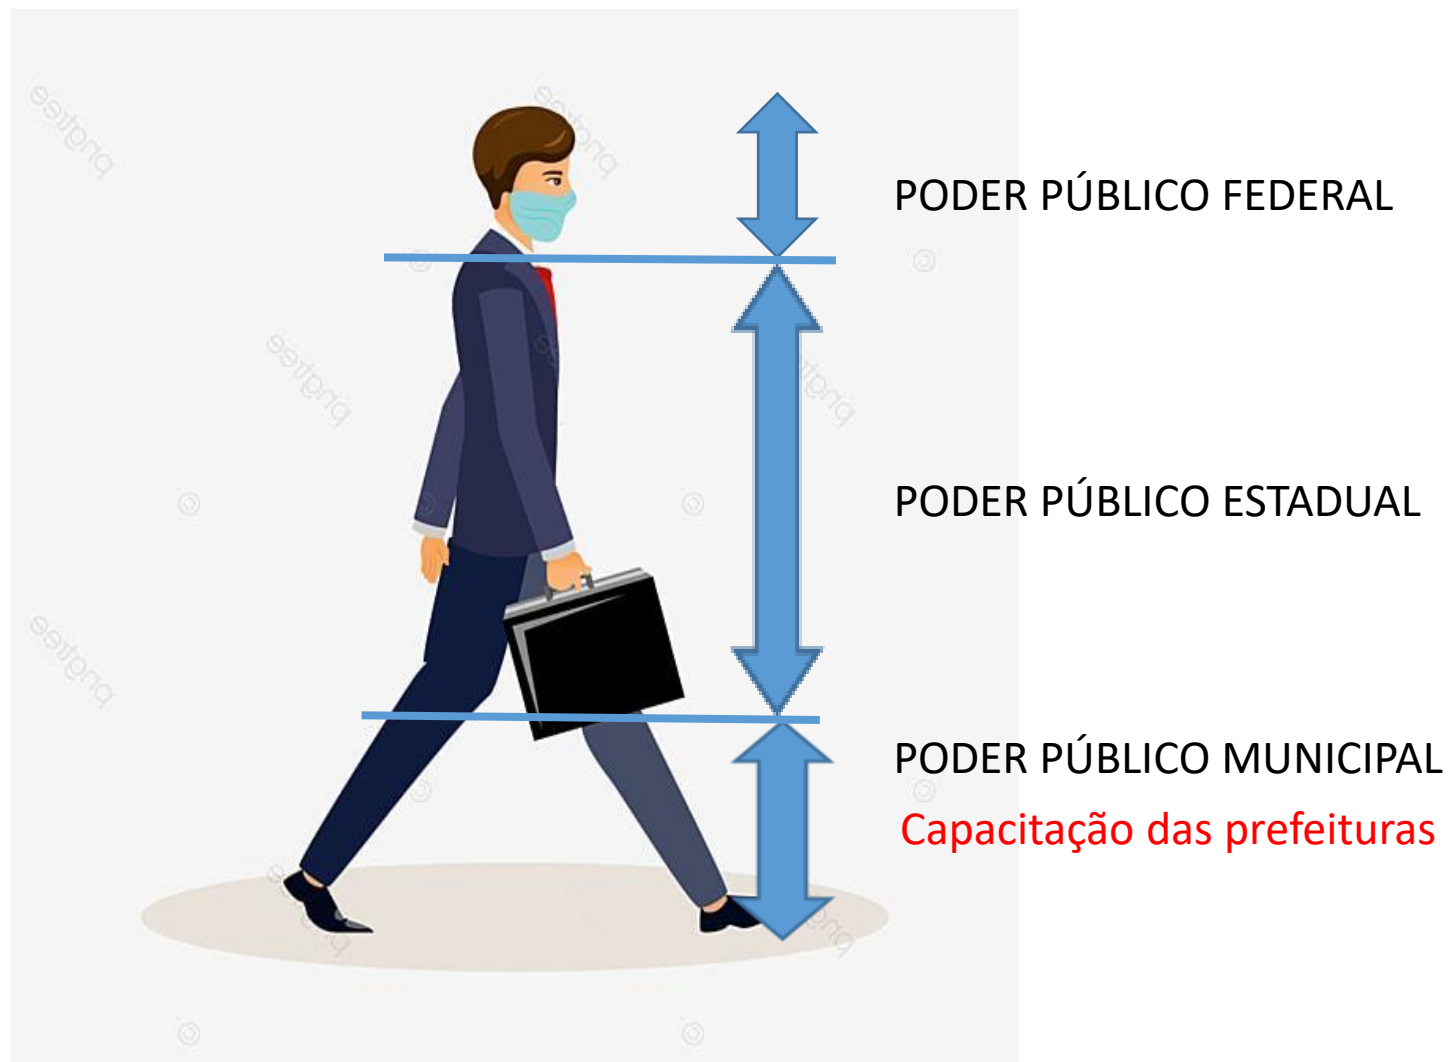 PODER PÚBLICO FEDERAL
PODER PÚBLICO ESTADUAL
PODER PÚBLICO MUNICIPAL
Capacitação das prefeituras